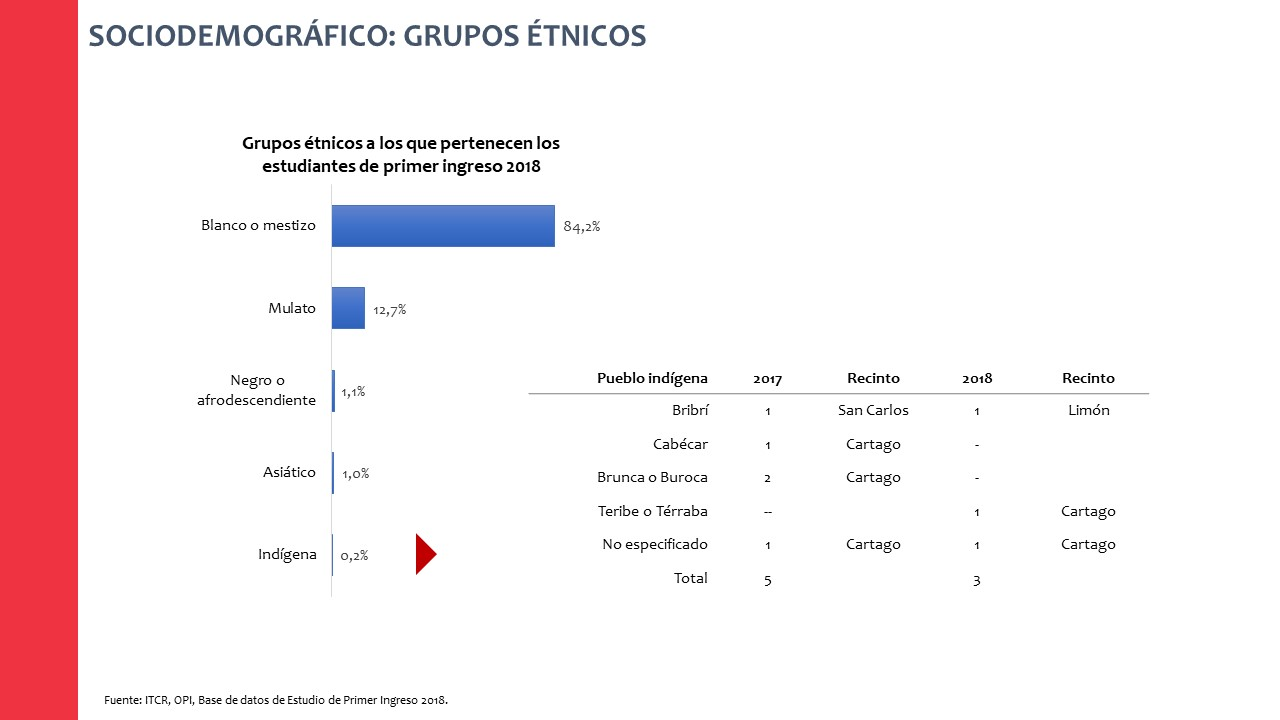 SOCIODEMOGRÁFICO: GRUPOS ÉTNICOS
Grupos étnicos a los que pertenecen los
estudiantes de primer ingreso 2018
Blanco o mestizo 84,2%
Mulato 12,7%
Negro o
afrodescendiente 1,1%
Asiático 1,0%
Indígena 0,2%
Pueblo indígena 2017 Recinto 2018 Recinto
Bribrí 1 San Carlos 1 Limón
Cabécar 1 Cartago -
Brunca o Buroca 2 Cartago -
Teribe o Térraba -- 1 Cartago
No especificado 1 Cartago 1 Cartago
Total 5 3
Fuente: ITCR, OPI, Base de datos de Estudio de Primer Ingreso 2018.